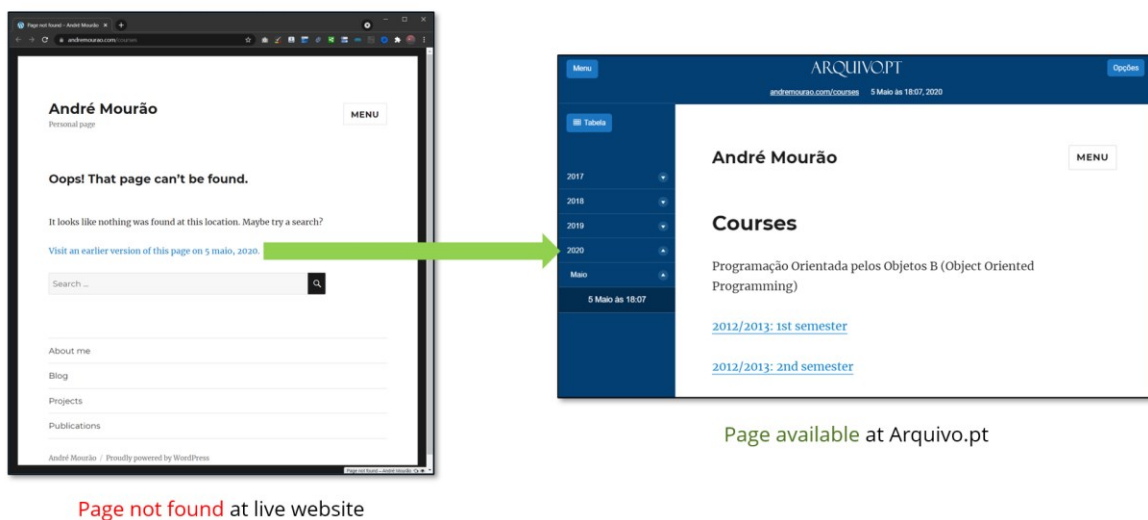 Page not found - André Mourão
andremourao.com/courses
André Mourão
Personal page
MENU
Oops! That page can't be found.
It looks like nothing was found at this location. Maybe try a search?
Visit an earlier version of this page on 5 maio, 2020.
Search ...
About me
Blog
Projects
Publications
André Mourão / Proudly powered by WordPress
Page not found – André Mourão
Page not found at live website
Menu
ARQUIVO.PT
Opções
andremourao.com/courses 5 Maio às 18:07, 2020
Tabela
2017
2018
2019
2020
Maio
5 Maio às 18:07
André Mourão
MENU
Courses
Programação Orientada pelos Objetos B (Object Oriented
Programming)
2012/2013: 1st semester
2012/2013: 2nd semester
Page available at Arquivo.pt